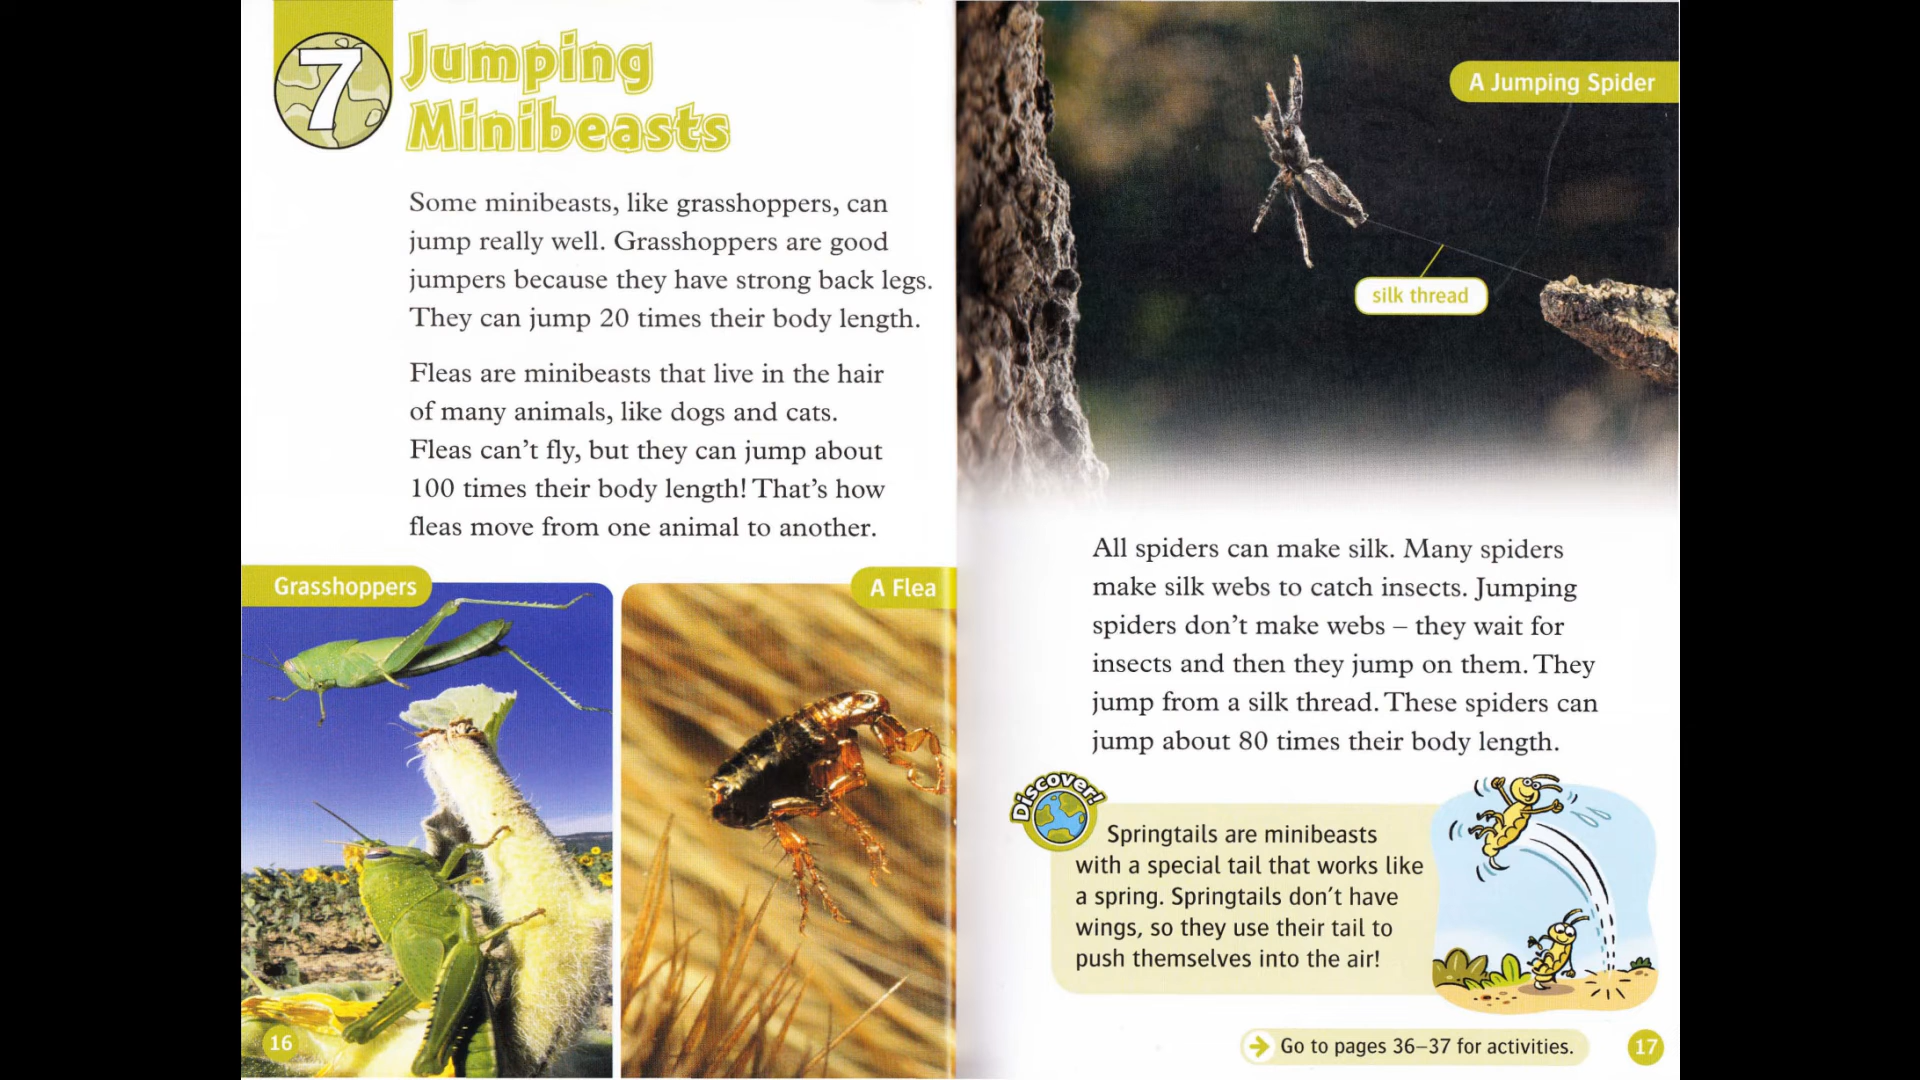 7
Jumping
Minibeasts
Some minibeasts, like grasshoppers, can
jump really well. Grasshoppers are good
jumpers because they have strong back legs.
They can jump 20 times their body length.
Fleas are minibeasts that live in the hair
of many animals, like dogs and cats.
Fleas can't fly, but they can jump about
100 times their body length! That's how
fleas move from one animal to another.
Grasshoppers
A Flea
16
A Jumping Spider
silk thread
All spiders can make silk. Many spiders
make silk webs to catch insects. Jumping
spiders don't make webs – they wait for
insects and then they jump on them. They
jump from a silk thread. These spiders can
jump about 80 times their body length.
Discover!
Springtails are minibeasts
with a special tail that works like
a spring. Springtails don't have
wings, so they use their tail to
push themselves into the air!
Go to pages 36–37 for activities.
17